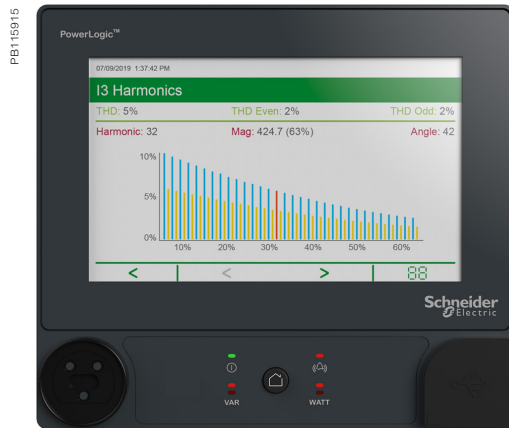 PB115915
PowerLogic™
07/09/2019 1:37:42 PM
I3 Harmonics
THD: 5% THD Even: 2% THD Odd: 2%
Harmonic: 32 Mag: 424.7 (63%) Angle: 42
10%
5%
0%
10% 20% 30% 40% 50% 60%
< < > 88
Schneider
Electric
VAR WATT